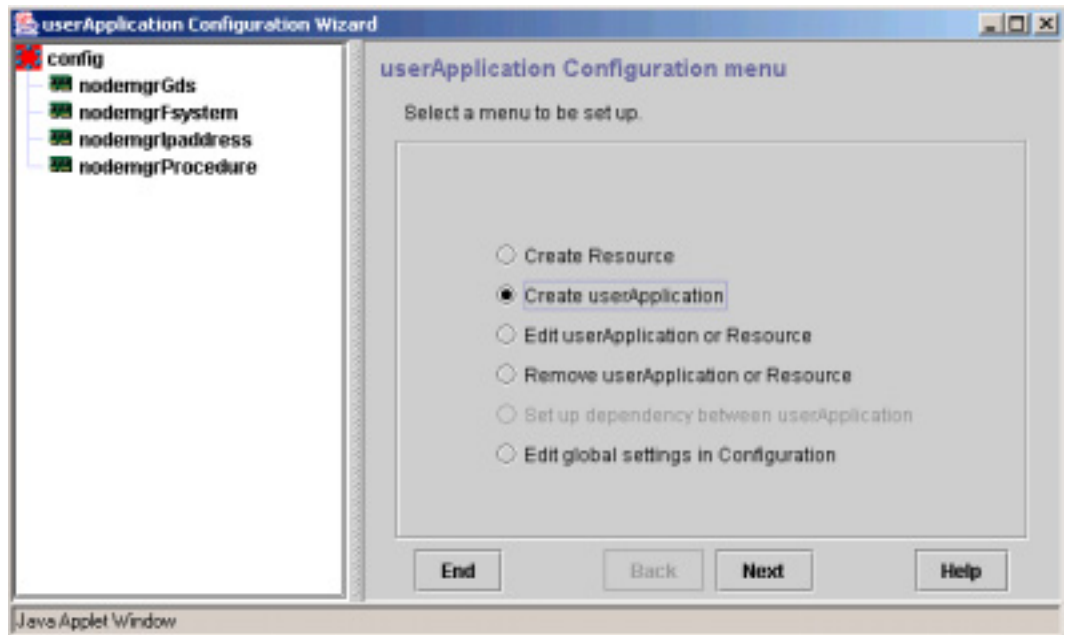 userApplication Configuration Wizard
config
nodemgrGds
nodemgrFsystem
nodemgrIpaddress
nodemgrProcedure
userApplication Configuration menu
Select a menu to be set up.
Create Resource
Create userApplication
Edit userApplication or Resource
Remove userApplication or Resource
Set up dependency between userApplication
Edit global settings in Configuration
End
Back
Next
Help
Java Applet Window